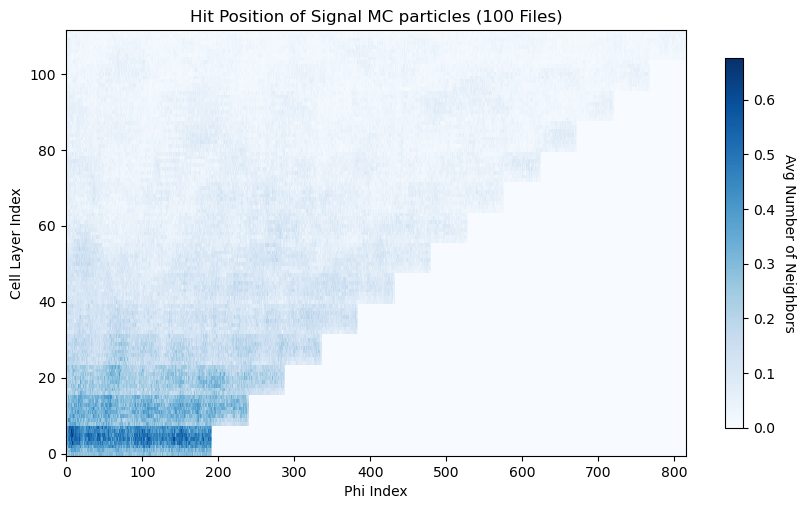 Hit Position of Signal MC particles (100 Files)
Cell Layer Index
100
80
60
40
20
0
0 100 200 300 400 500 600 700 800
Phi Index
0.6
0.5
0.4
0.3
0.2
0.1
0.0
Avg Number of Neighbors